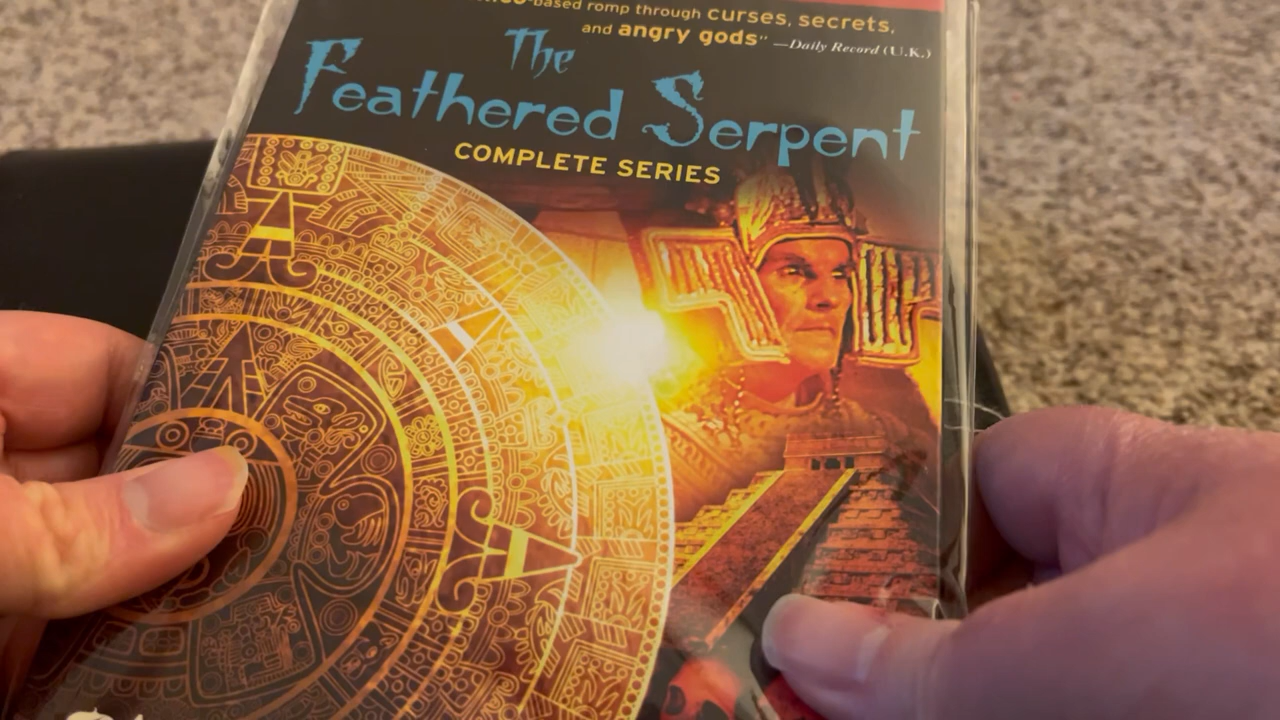 -based romp through curses, secrets,
and angry gods" —Daily Record (U.K.)
The
Feathered Serpent
COMPLETE SERIES